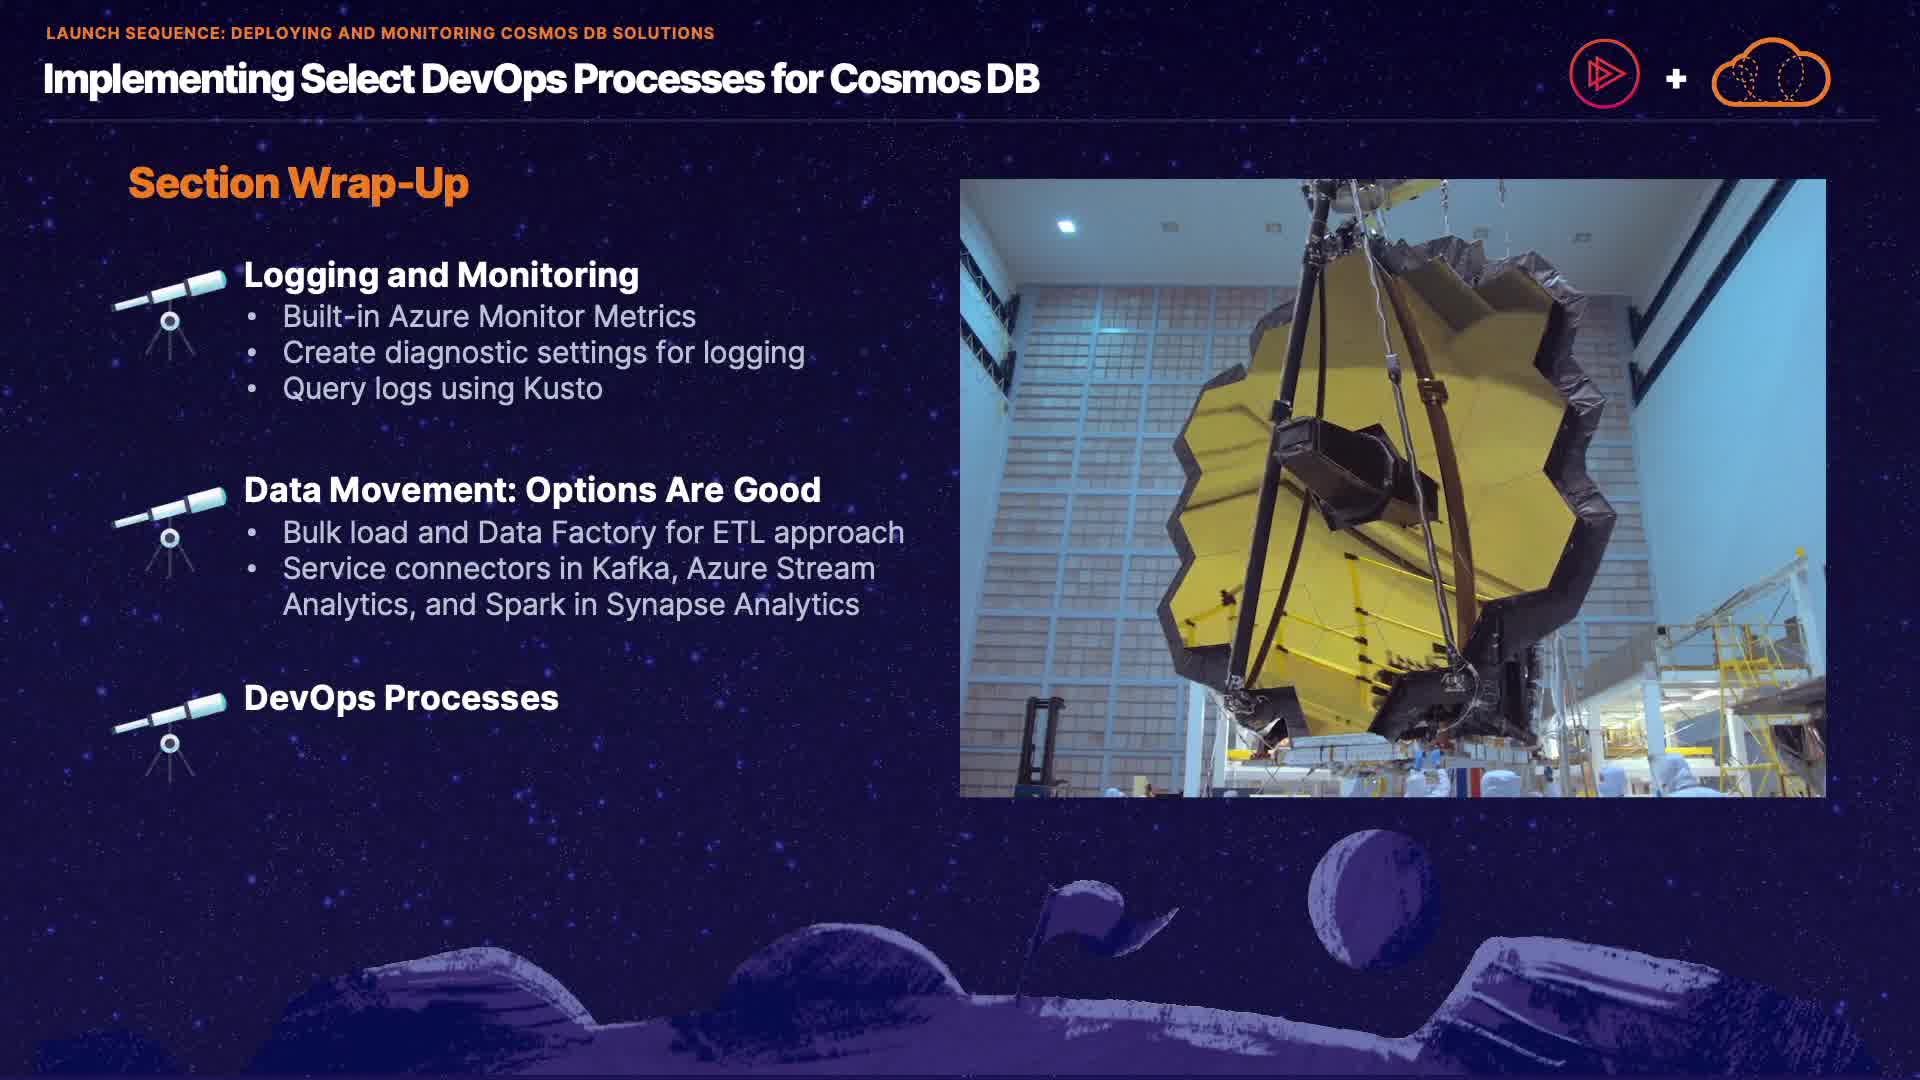 LAUNCH SEQUENCE: DEPLOYING AND MONITORING COSMOS DB SOLUTIONS
Implementing Select DevOps Processes for Cosmos DB
+
Section Wrap-Up
Logging and Monitoring
• Built-in Azure Monitor Metrics
• Create diagnostic settings for logging
• Query logs using Kusto
Data Movement: Options Are Good
• Bulk load and Data Factory for ETL approach
• Service connectors in Kafka, Azure Stream
Analytics, and Spark in Synapse Analytics
DevOps Processes